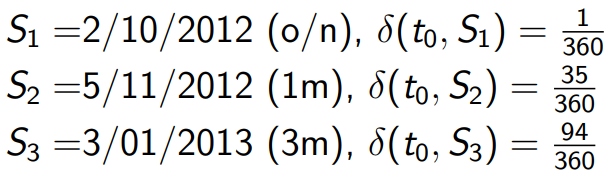 S₁ =2/10/2012 (o/n), δ(t₀, S₁) = 1/360
S₂ =5/11/2012 (1m), δ(t₀, S₂) = 35/360
S₃ =3/01/2013 (3m), δ(t₀, S₃) = 94/360